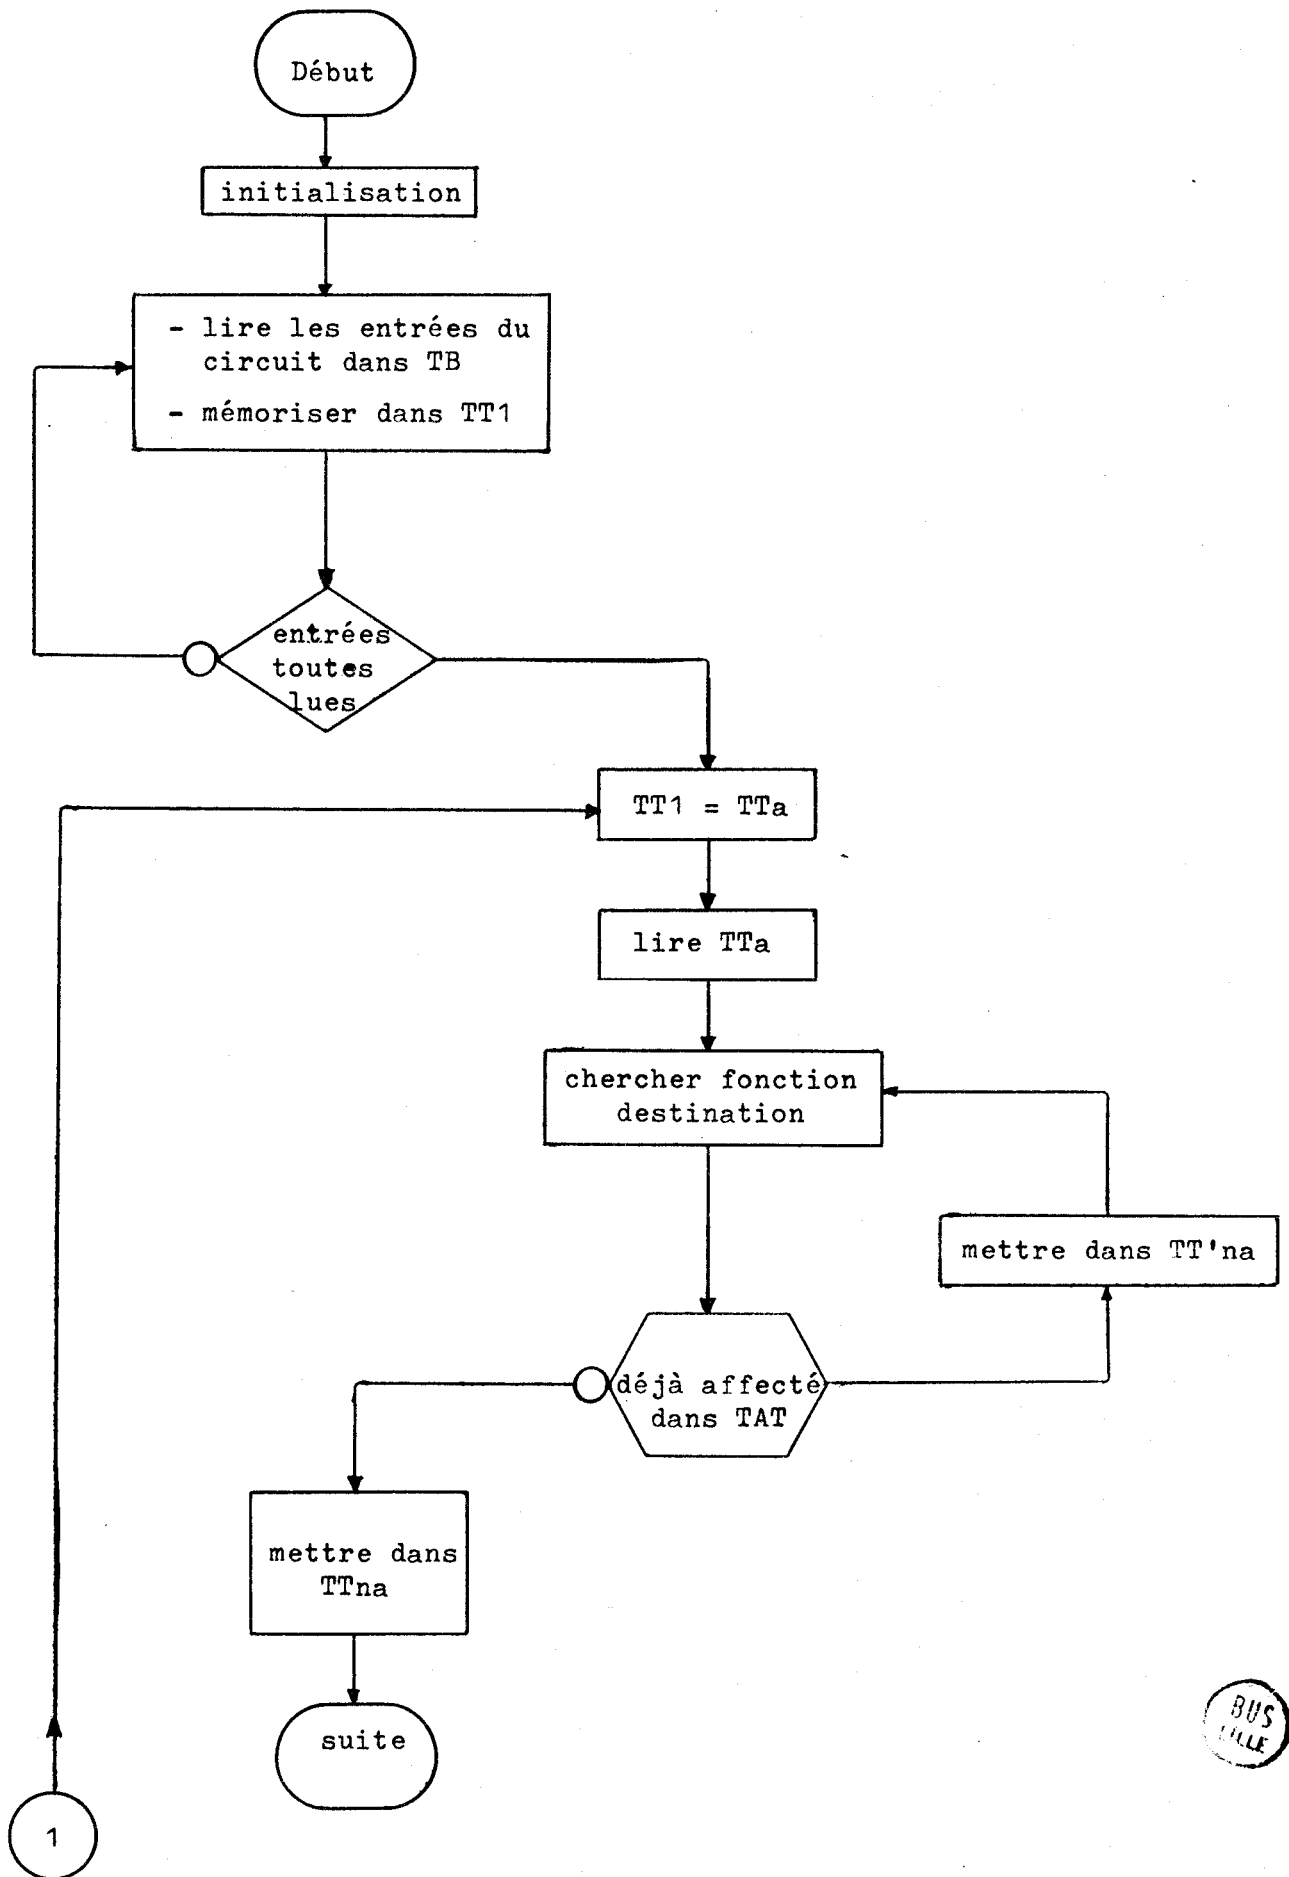 Début
initialisation
- lire les entrées du
circuit dans TB
- mémoriser dans TT1
entrées
toutes
lues
TT1 = TTa
lire TTa
chercher fonction
destination
mettre dans TT'na
déjà affecté
dans TAT
mettre dans
TTna
suite
1
BUS
LILLE